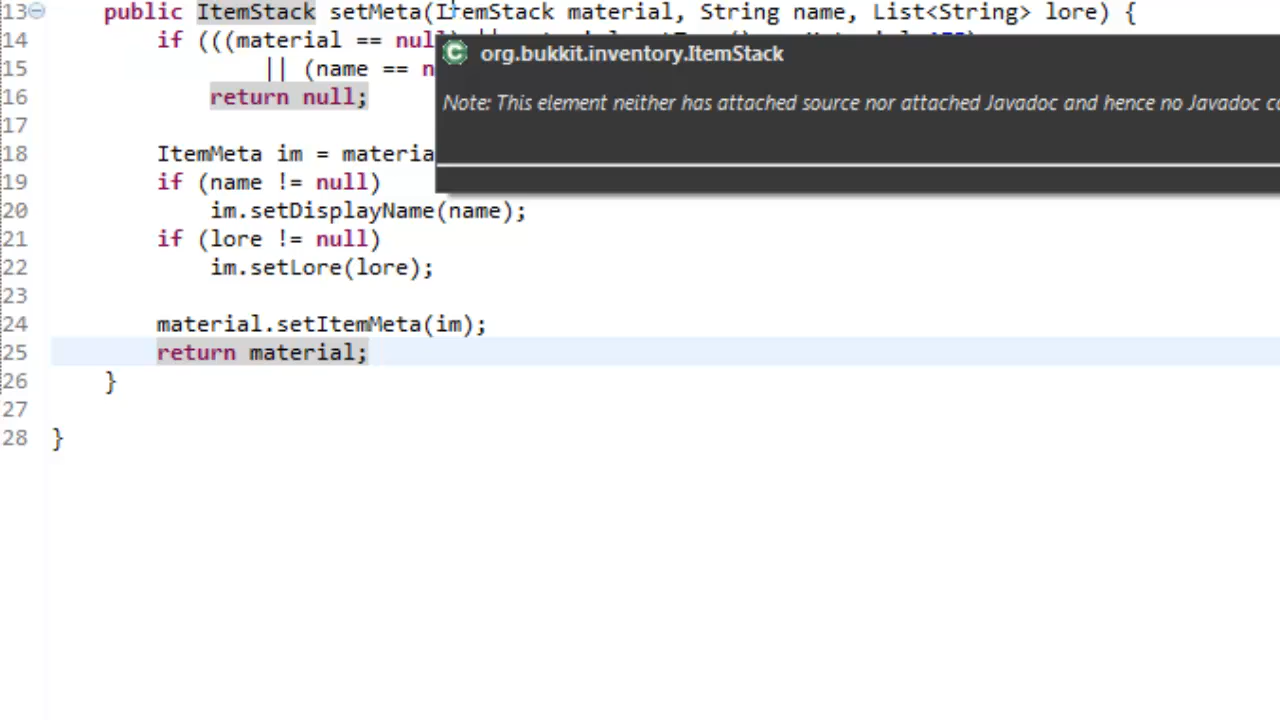 13 public ItemStack setMeta(ItemStack material, String name, List<String> lore) {
14 if (((material == null)
org.bukkit.inventory.ItemStack
15 || (name == n
16 return null;
Note: This element neither has attached source nor attached Javadoc and hence no Javadoc
17
18 ItemMeta im = materia
19 if (name != null)
20 im.setDisplayName(name);
21 if (lore != null)
22 im.setLore(lore);
23
24 material.setItemMeta(im);
25 return material;
26 }
27
28 }